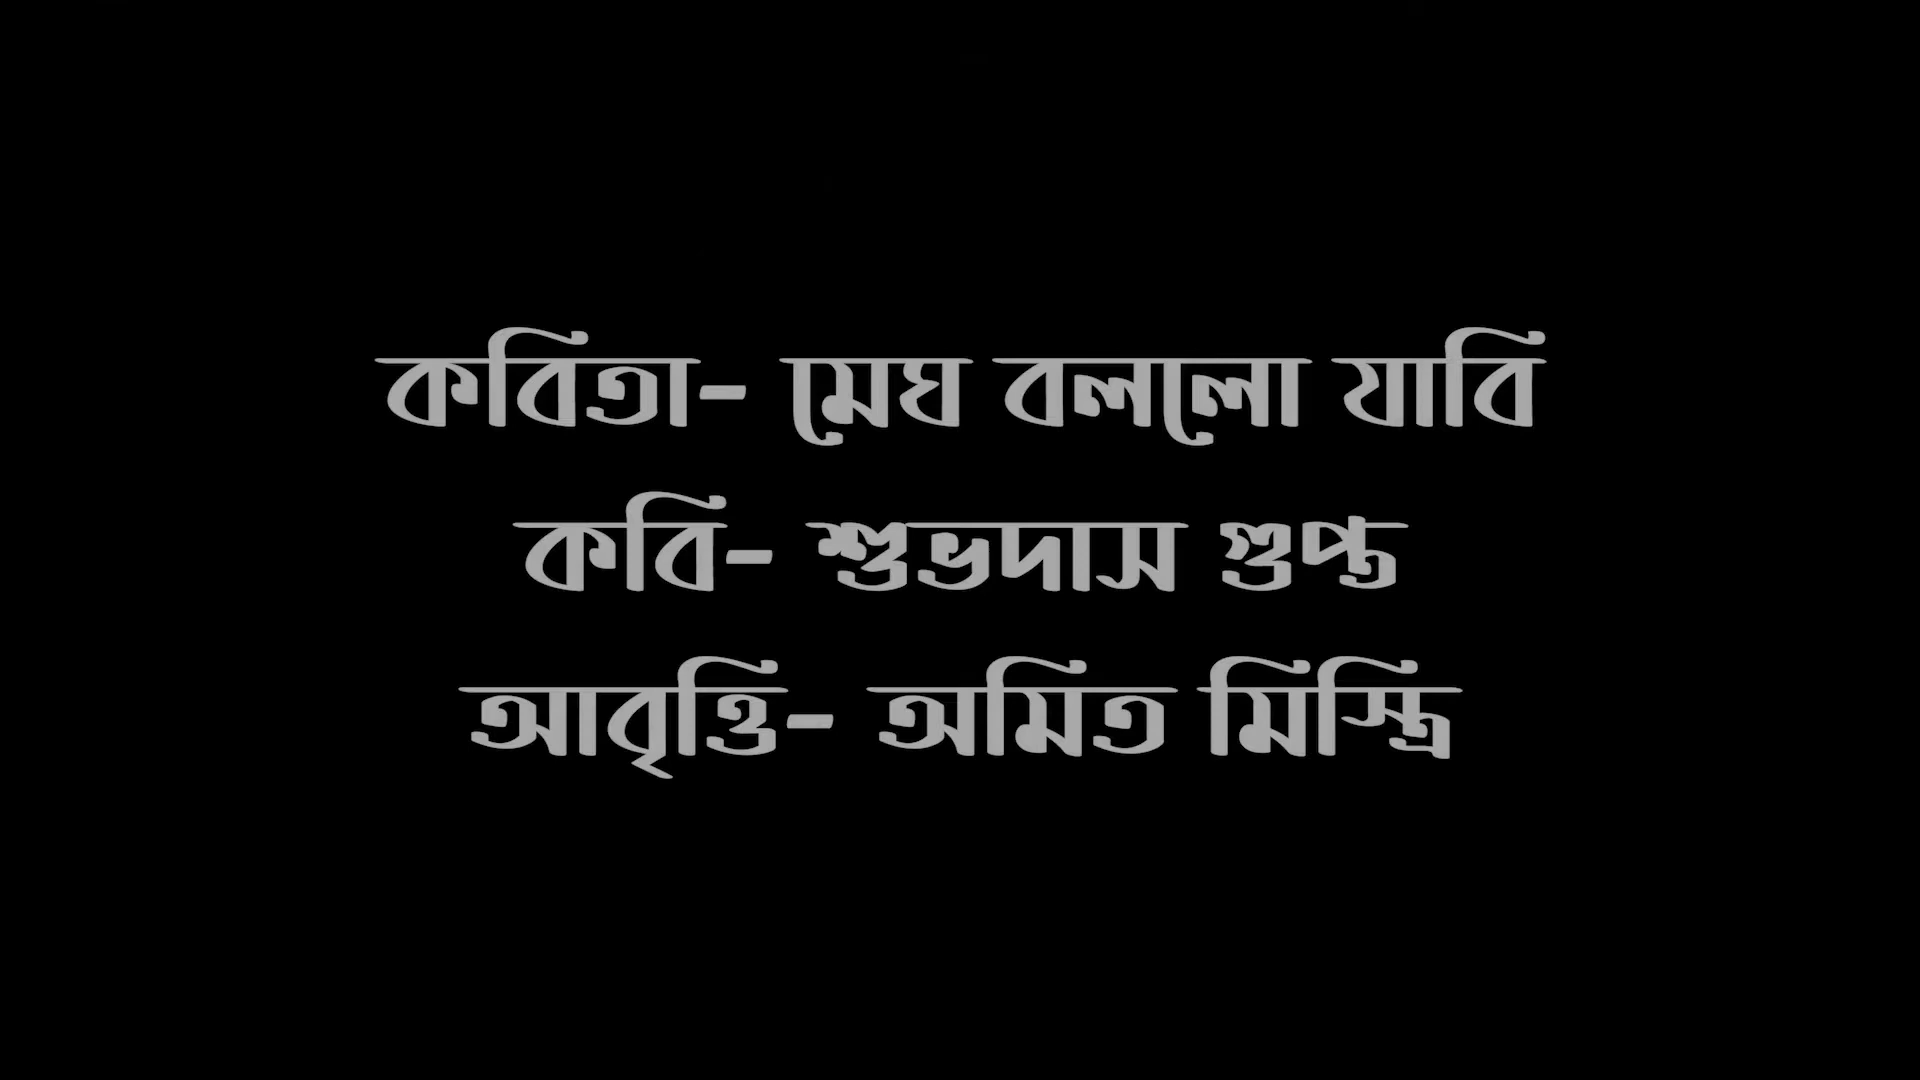 কবিতা- মেঘ বললো যাবি
কবি- শুভদাস গুপ্ত
আবৃত্তি- অমিত মিস্ত্রি